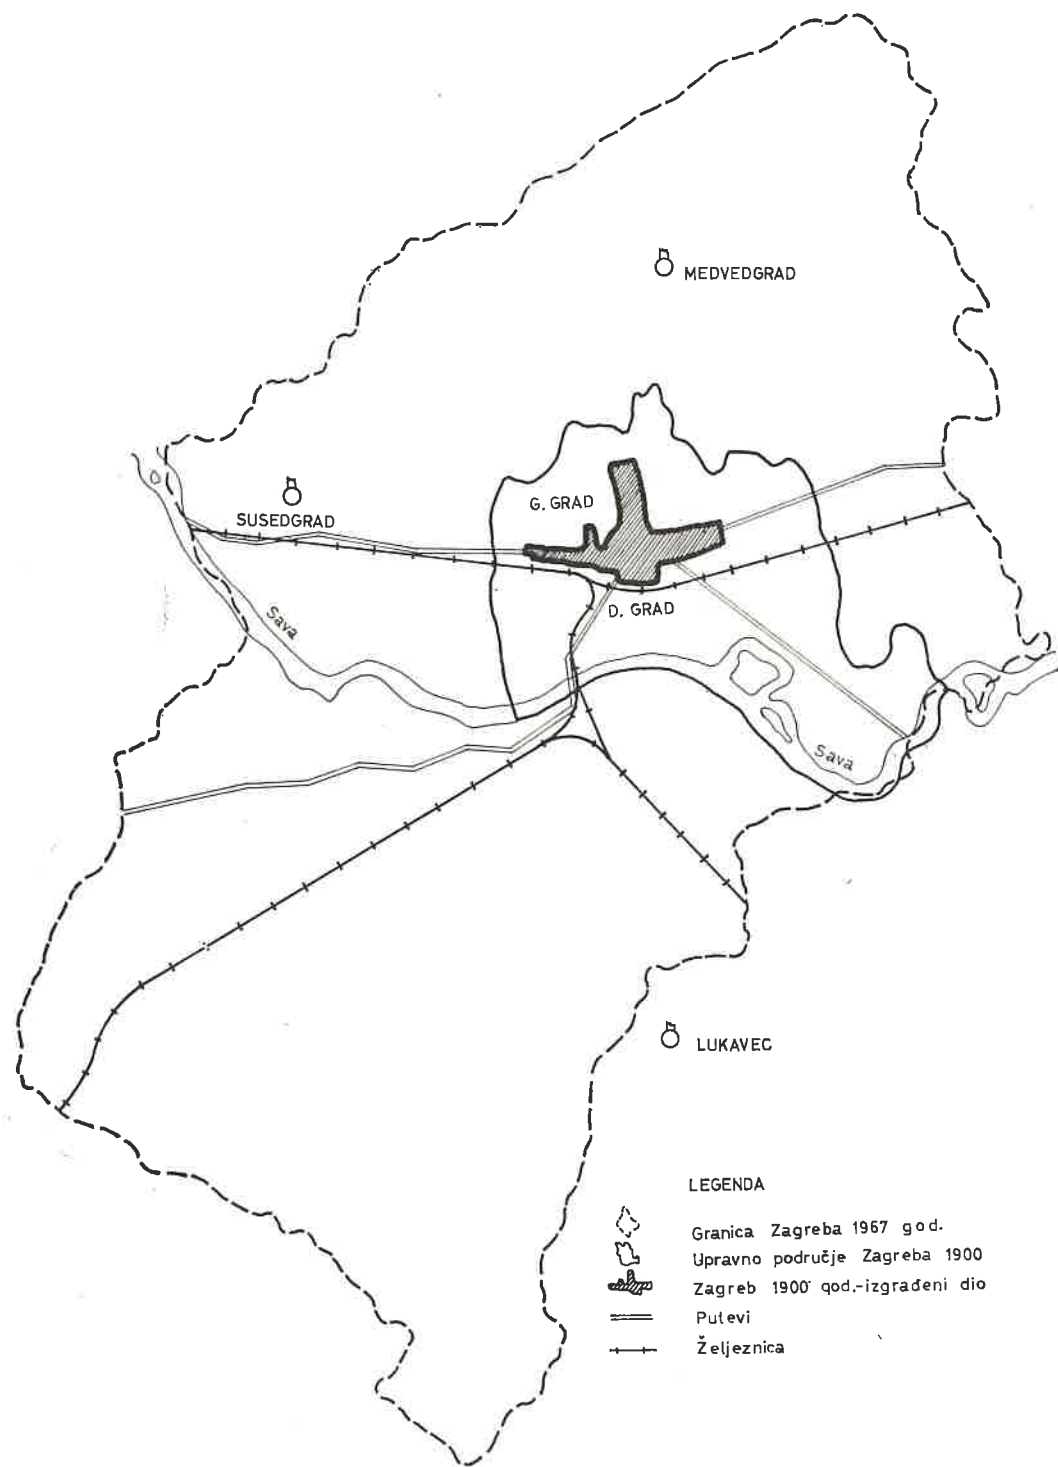 MEDVEDGRAD
G. GRAD
SUSEDGRAD
D. GRAD
Sava
Sava
LUKAVEC
LEGENDA
Granica Zagreba 1967 god.
Upravno područje Zagreba 1900
Zagreb 1900 god.-izgrađeni dio
Putevi
Željeznica